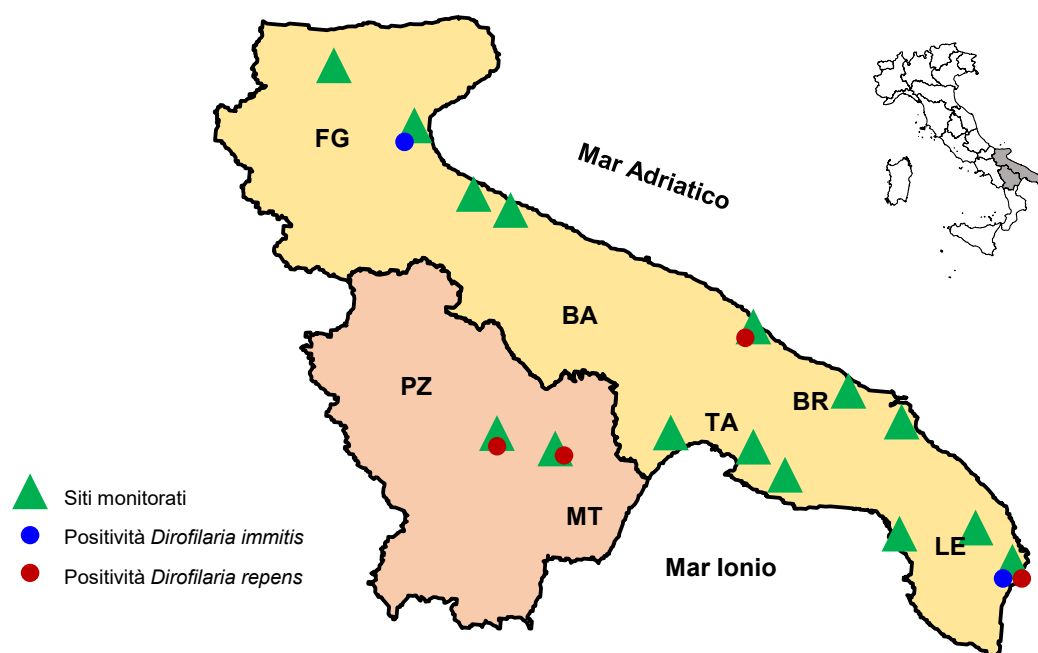 FG
Mar Adriatico
BA
PZ
BR
TA
MT
LE
Mar Ionio
Siti monitorati
Positività Dirofilaria immitis
Positività Dirofilaria repens